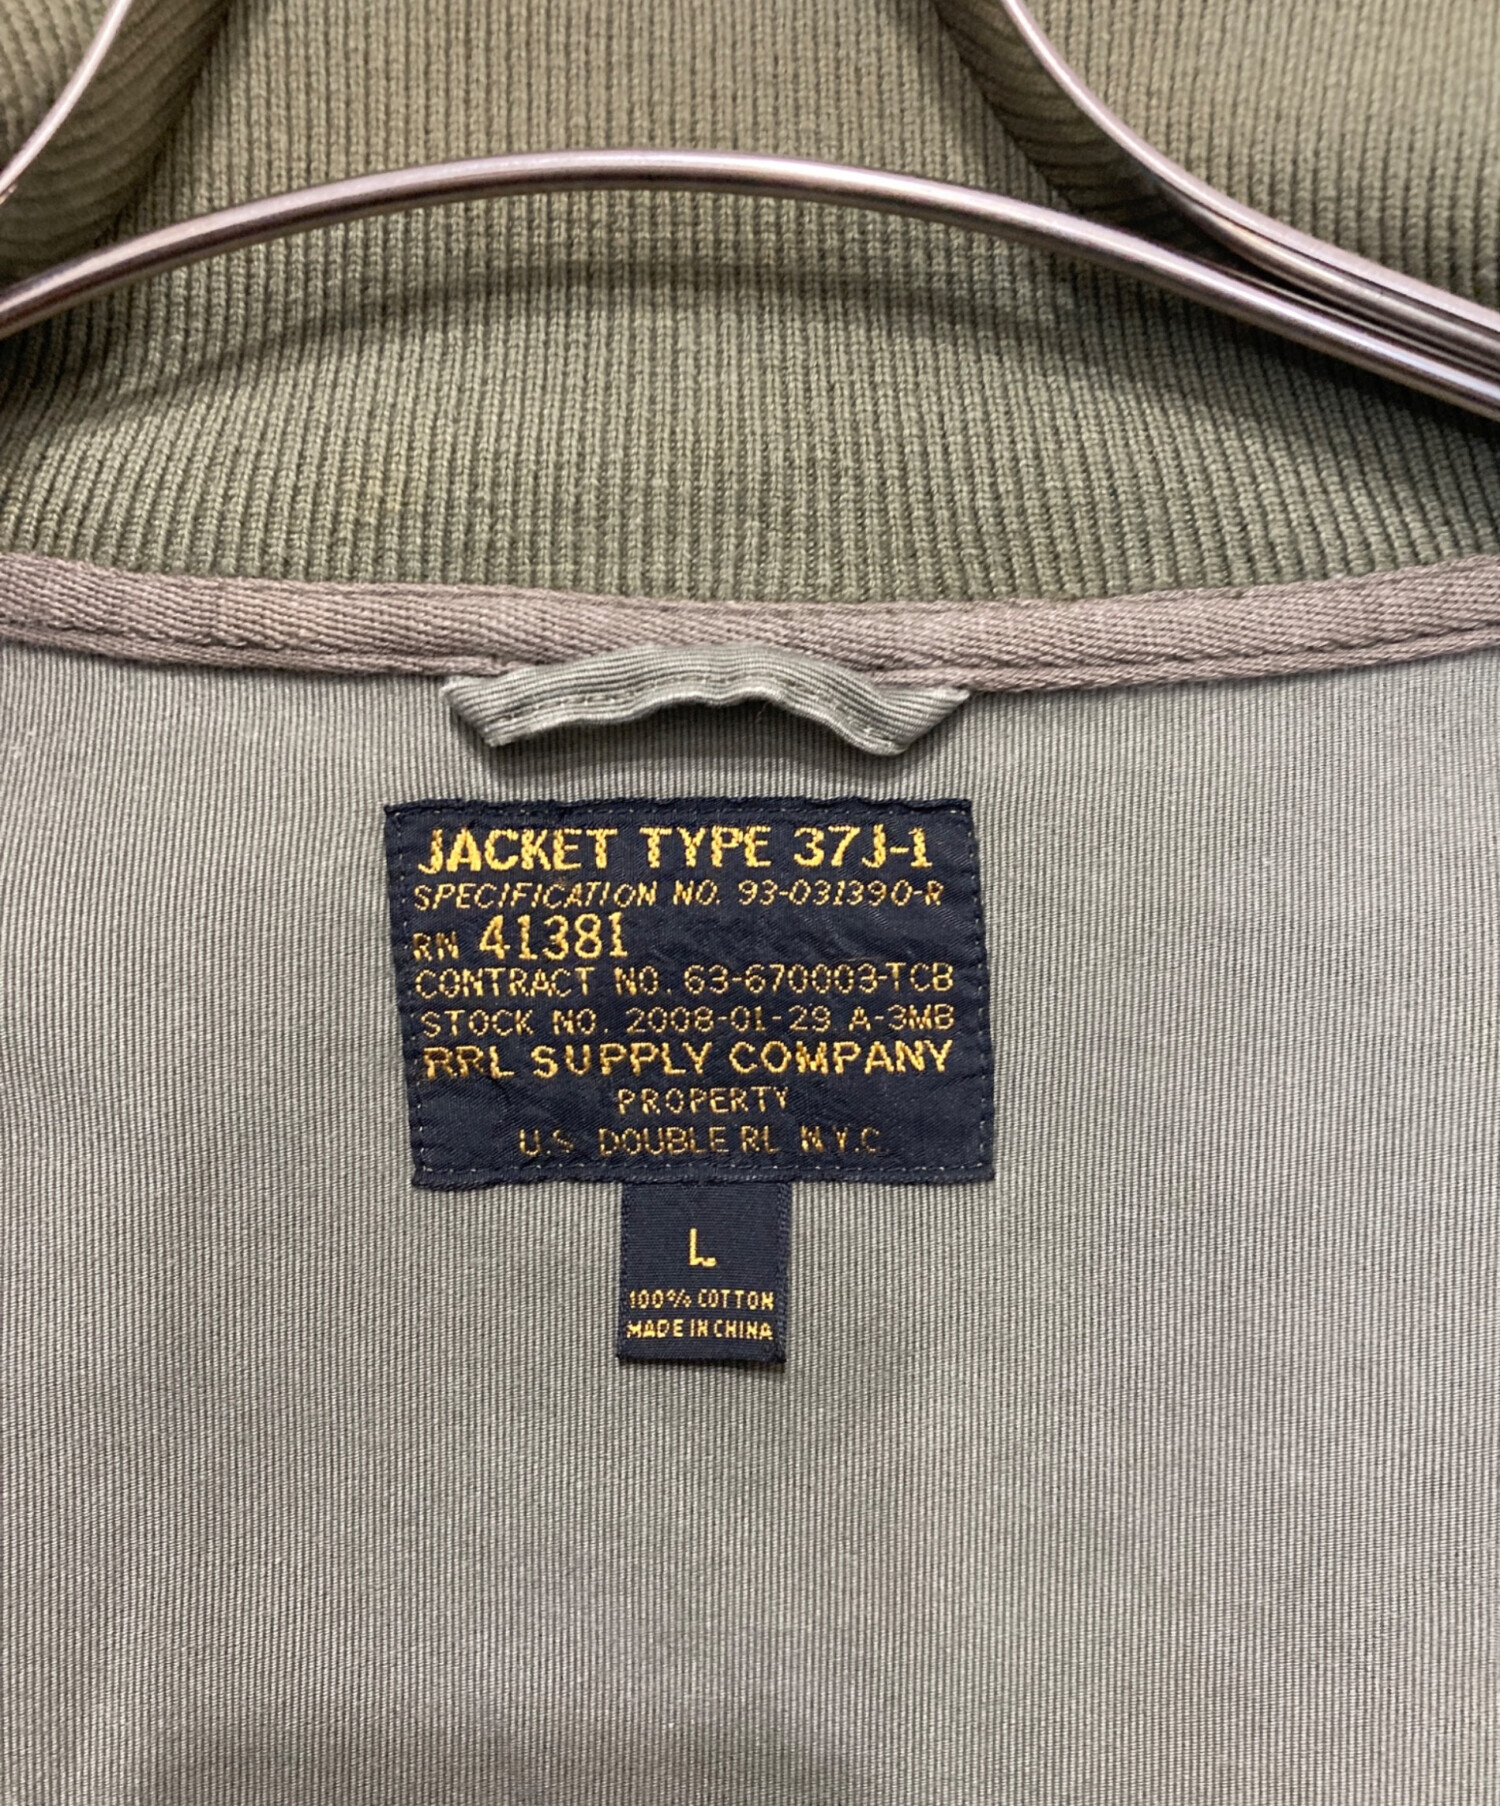 JACKET TYPE 37J-1
SPECIFICATION NO. 93-031390-R
RN 41381
CONTRACT NO. 63-670003-TCB
STOCK NO. 2008-01-29 A-3MB
RRL SUPPLY COMPANY
PROPERTY
U.S. DOUBLE RL N.Y.C.
L
100% COTTON
MADE IN CHINA